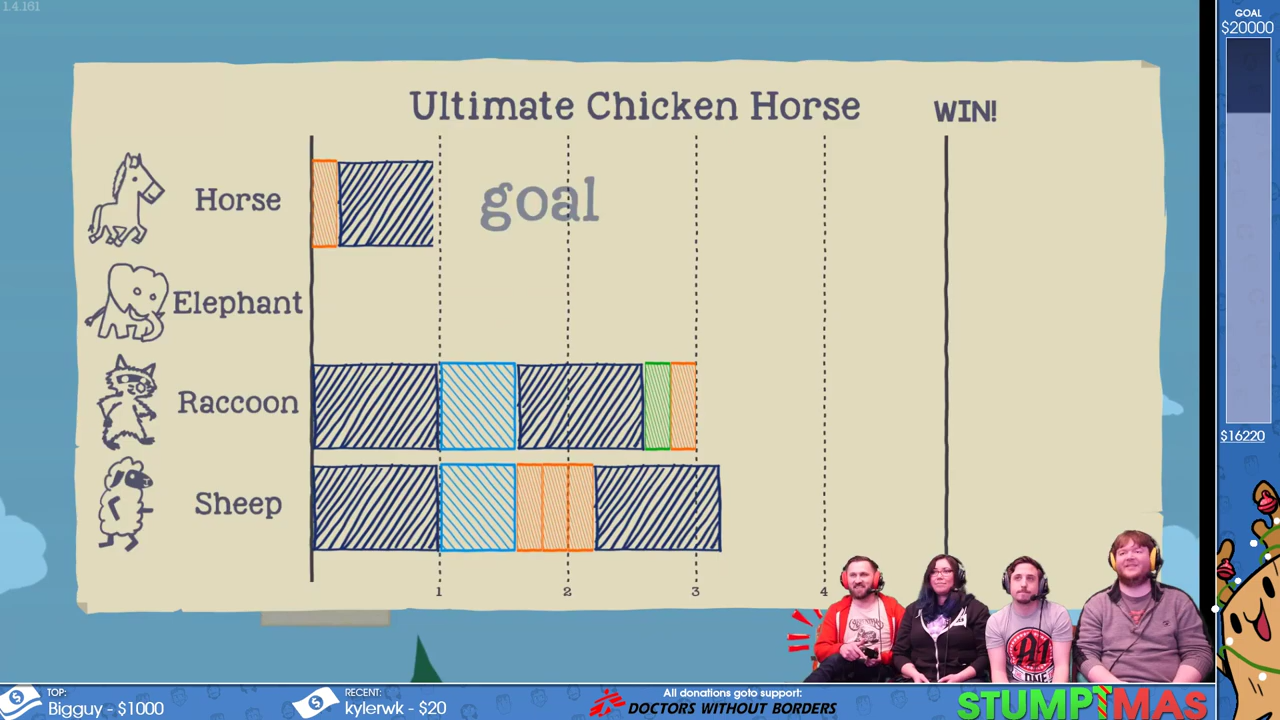 1.4.161
Ultimate Chicken Horse
WIN!
Horse
goal
Elephant
Raccoon
Sheep
1
2
3
4
GOAL
$20000
$16220
TOP:
Bigguy - $1000
RECENT:
kylerwk - $20
All donations goto support:
DOCTORS WITHOUT BORDERS
STUMPTMAS